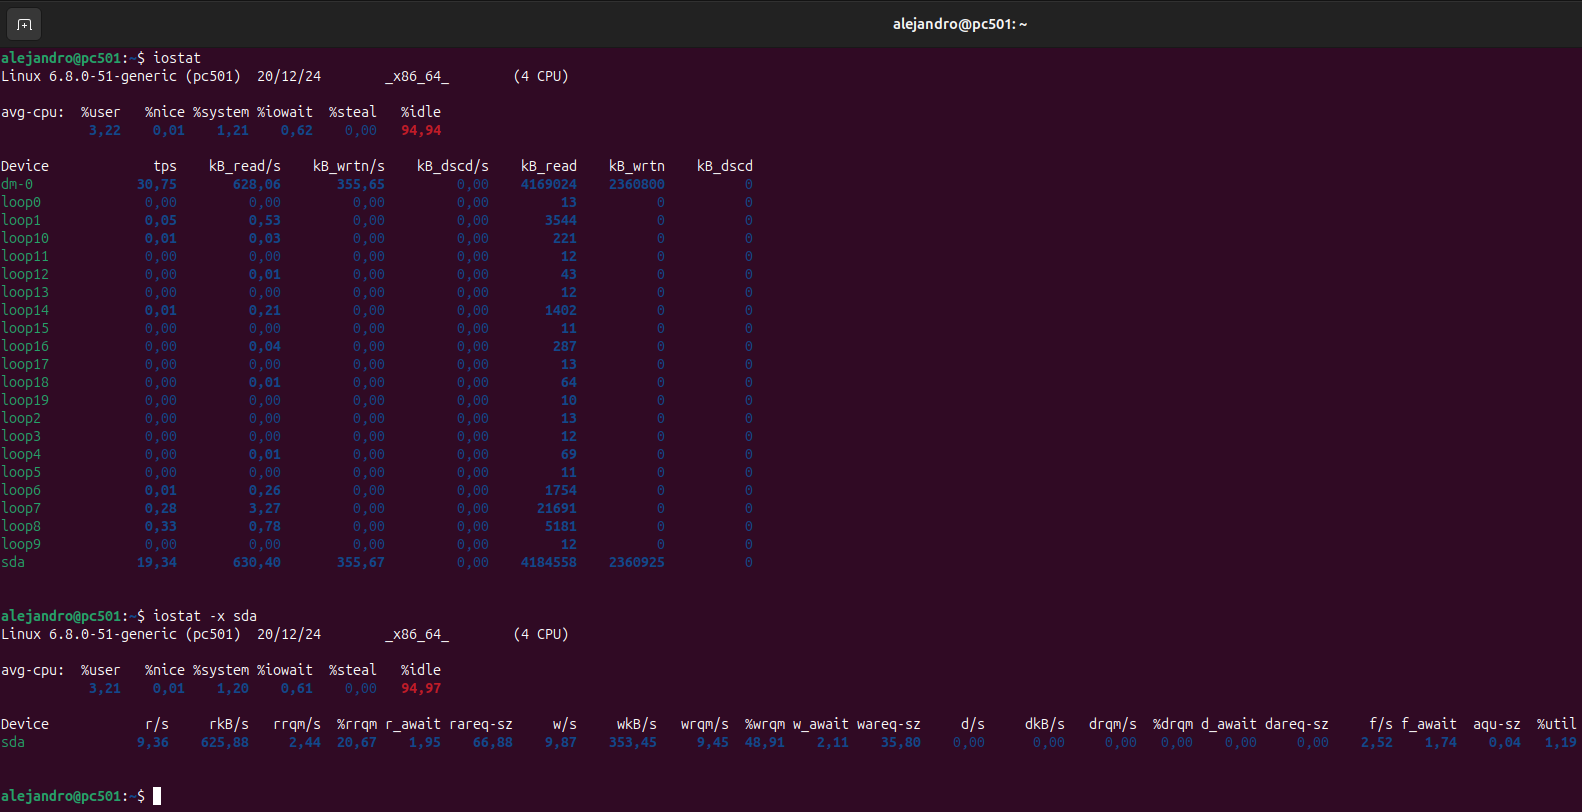 alejandro@pc501: ~
alejandro@pc501:~$ iostat
Linux 6.8.0-51-generic (pc501)  20/12/24        _x86_64_        (4 CPU)
avg-cpu:  %user   %nice %system %iowait  %steal   %idle
           3,22    0,01    1,21    0,62    0,00   94,94
Device             tps    kB_read/s    kB_wrtn/s    kB_dscd/s    kB_read    kB_wrtn    kB_dscd
dm-0             30,75       628,06       355,65         0,00    4169024    2360800          0
loop0             0,00         0,00         0,00         0,00         13          0          0
loop1             0,05         0,53         0,00         0,00       3544          0          0
loop10            0,01         0,03         0,00         0,00        221          0          0
loop11            0,00         0,00         0,00         0,00         12          0          0
loop12            0,00         0,01         0,00         0,00         43          0          0
loop13            0,00         0,00         0,00         0,00         12          0          0
loop14            0,01         0,21         0,00         0,00       1402          0          0
loop15            0,00         0,00         0,00         0,00         11          0          0
loop16            0,00         0,04         0,00         0,00        287          0          0
loop17            0,00         0,00         0,00         0,00         13          0          0
loop18            0,00         0,01         0,00         0,00         64          0          0
loop19            0,00         0,00         0,00         0,00         10          0          0
loop2             0,00         0,00         0,00         0,00         13          0          0
loop3             0,00         0,00         0,00         0,00         12          0          0
loop4             0,00         0,01         0,00         0,00         69          0          0
loop5             0,00         0,00         0,00         0,00         11          0          0
loop6             0,01         0,26         0,00         0,00       1754          0          0
loop7             0,28         3,27         0,00         0,00      21691          0          0
loop8             0,33         0,78         0,00         0,00       5181          0          0
loop9             0,00         0,00         0,00         0,00         12          0          0
sda              19,34       630,40       355,67         0,00    4184558    2360925          0
alejandro@pc501:~$ iostat -x sda
Linux 6.8.0-51-generic (pc501)  20/12/24        _x86_64_        (4 CPU)
avg-cpu:  %user   %nice %system %iowait  %steal   %idle
           3,21    0,01    1,20    0,61    0,00   94,97
Device            r/s     rkB/s   rrqm/s  %rrqm r_await rareq-sz     w/s     wkB/s   wrqm/s  %wrqm w_await wareq-sz     d/s     dkB/s   drqm/s  %drqm d_await dareq-sz     f/s f_await  aqu-sz  %util
sda              9,36    625,88     2,44  20,67    1,95    66,88    9,87    353,45     9,45  48,91    2,11    35,80    0,00      0,00     0,00   0,00    0,00     0,00    2,52    1,74    0,04   1,19
alejandro@pc501:~$